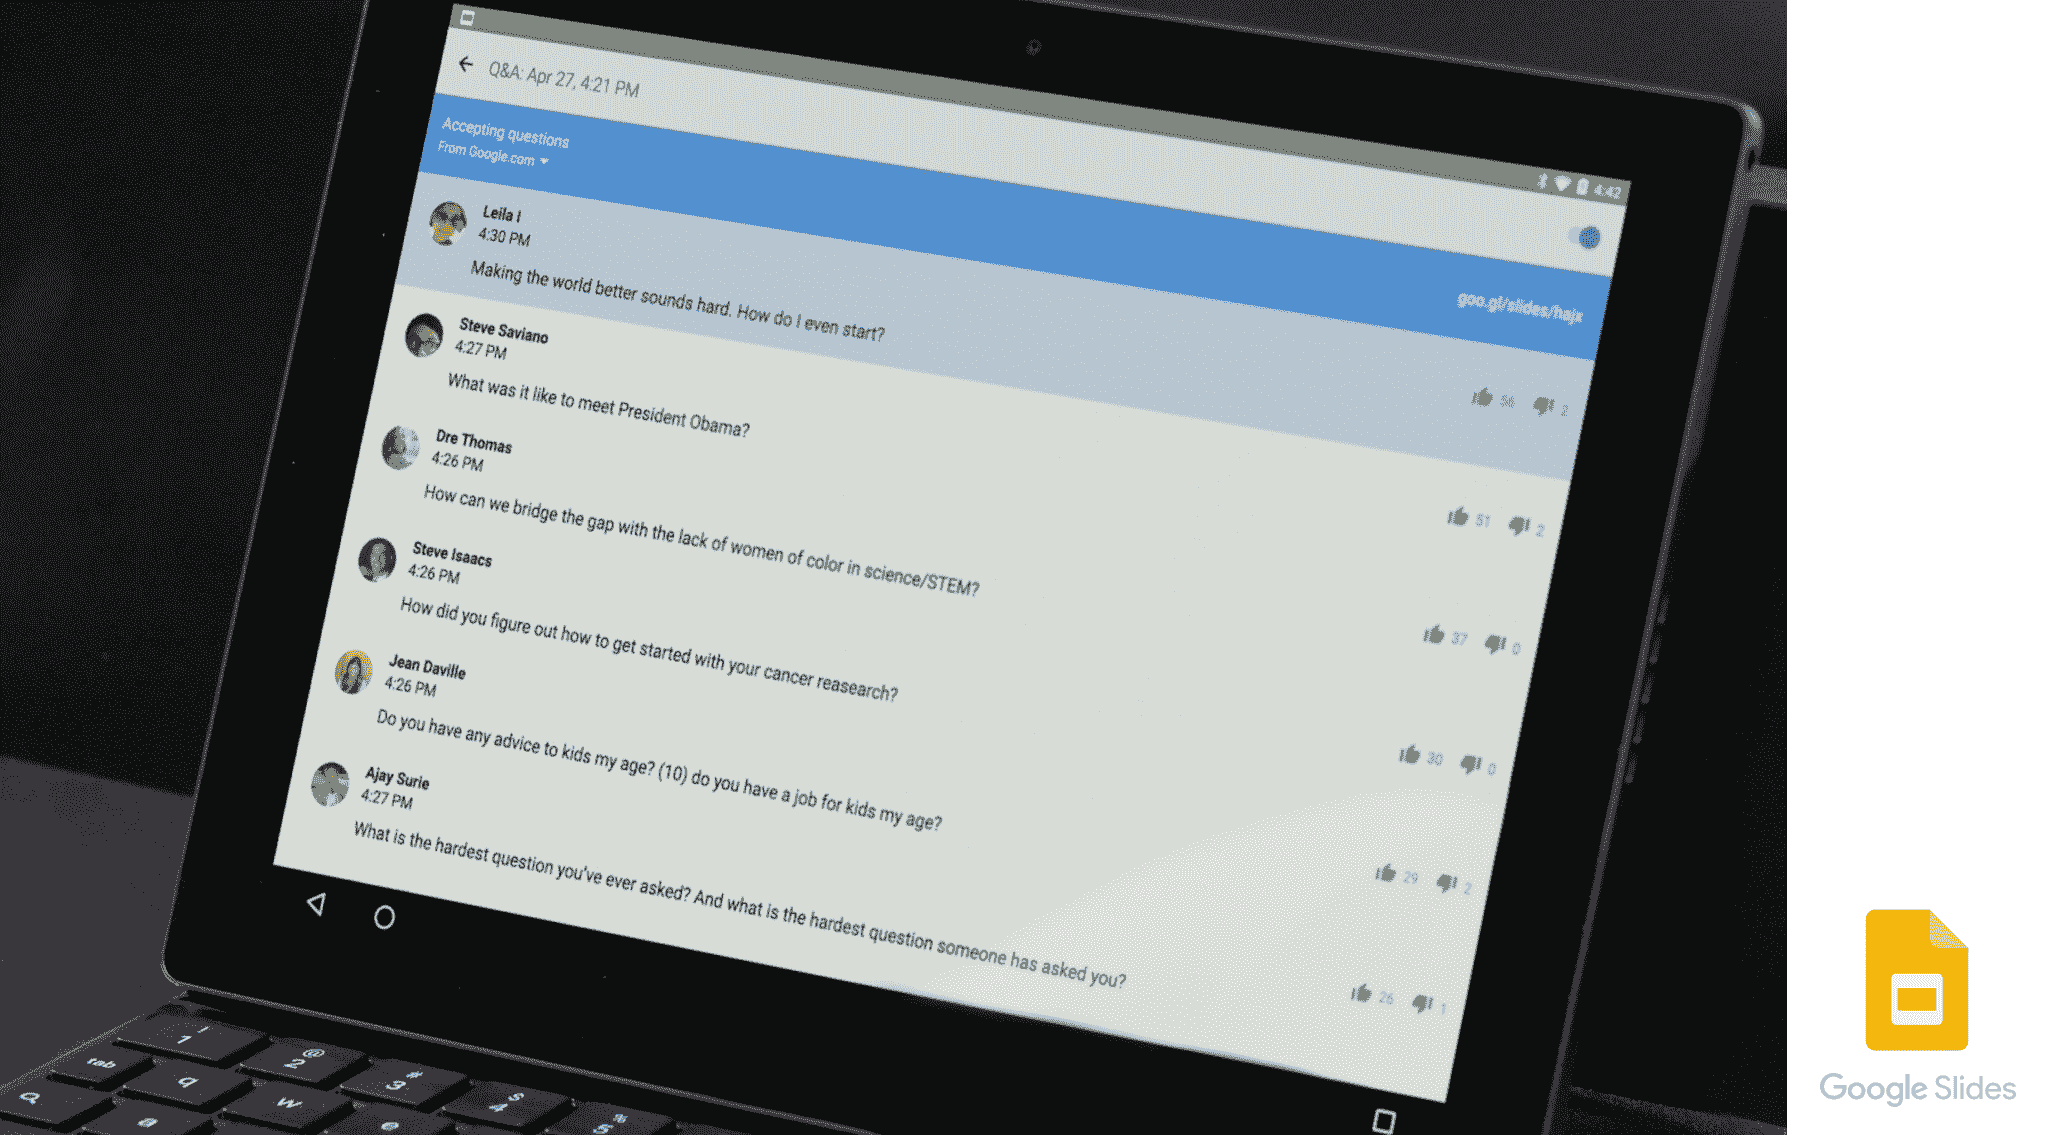 Q&A: Apr 27, 4:21 PM
4:42
Accepting questions
From Google.com
goo.gl/slides/hajx
Leila I
4:30 PM
Making the world better sounds hard. How do I even start?
56 2
Steve Saviano
4:27 PM
What was it like to meet President Obama?
51 2
Dre Thomas
4:26 PM
How can we bridge the gap with the lack of women of color in science/STEM?
37 0
Steve Isaacs
4:26 PM
How did you figure out how to get started with your cancer reasearch?
30 0
Jean Daville
4:26 PM
Do you have any advice to kids my age? (10) do you have a job for kids my age?
29 2
Ajay Surie
4:27 PM
What is the hardest question you've ever asked? And what is the hardest question someone has asked you?
26 1
! 1
@ 2
# 3
$ 4
% 5
tab
q
w
e
a
Google Slides